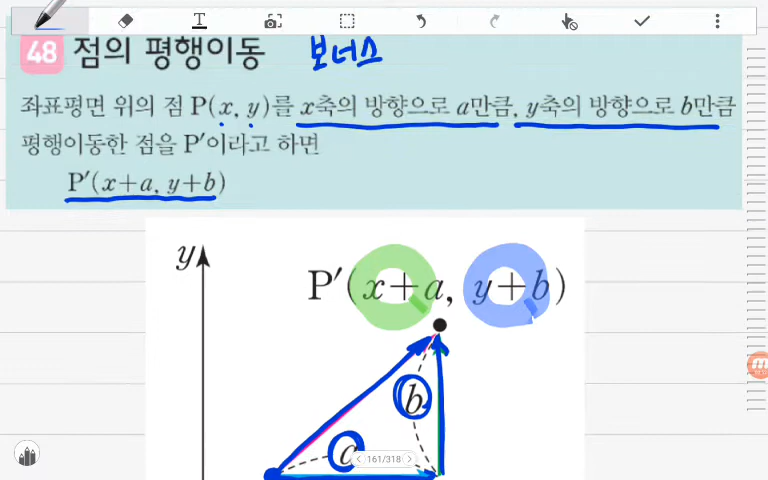 48 점의 평행이동 보너스
좌표평면 위의 점 P(x, y)를 x축의 방향으로 a만큼, y축의 방향으로 b만큼
평행이동한 점을 P′이라고 하면
P′(x+a, y+b)
y
P′(x+a, y+b)
b
a
161/318